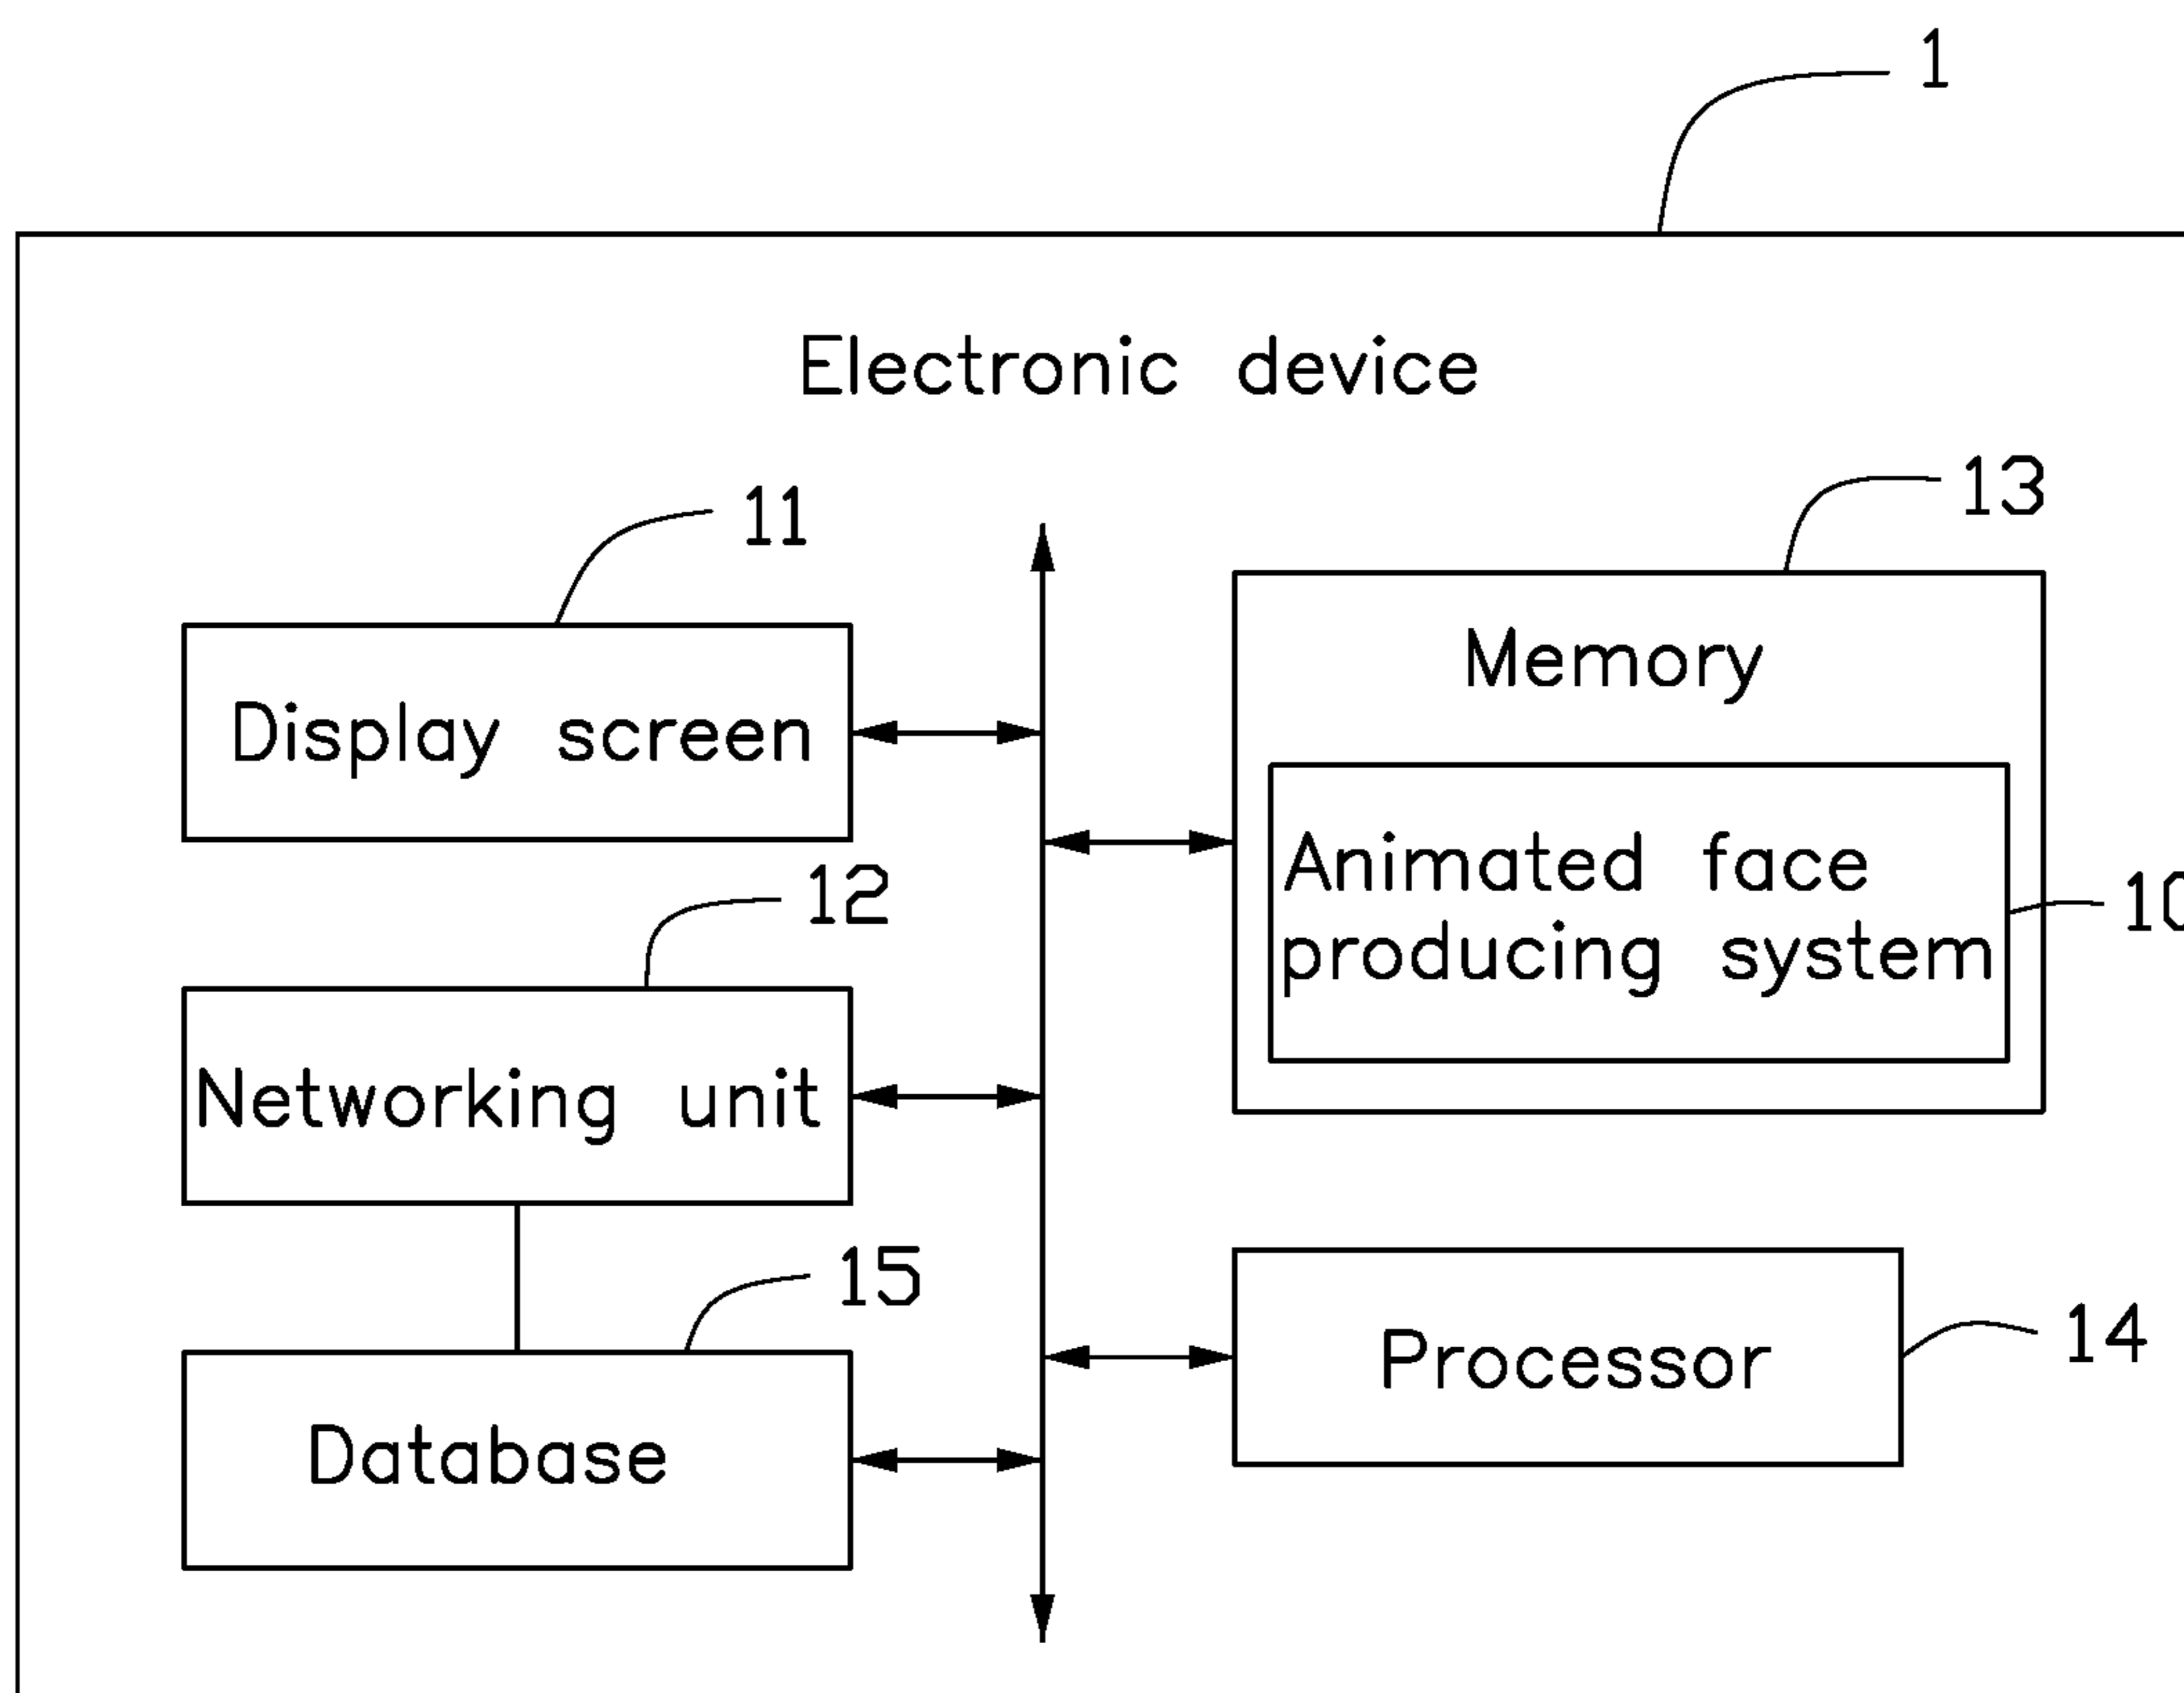 1
Electronic device
11
13
Display screen
Memory
12
Animated face
producing system
10
Networking unit
15
14
Processor
Database